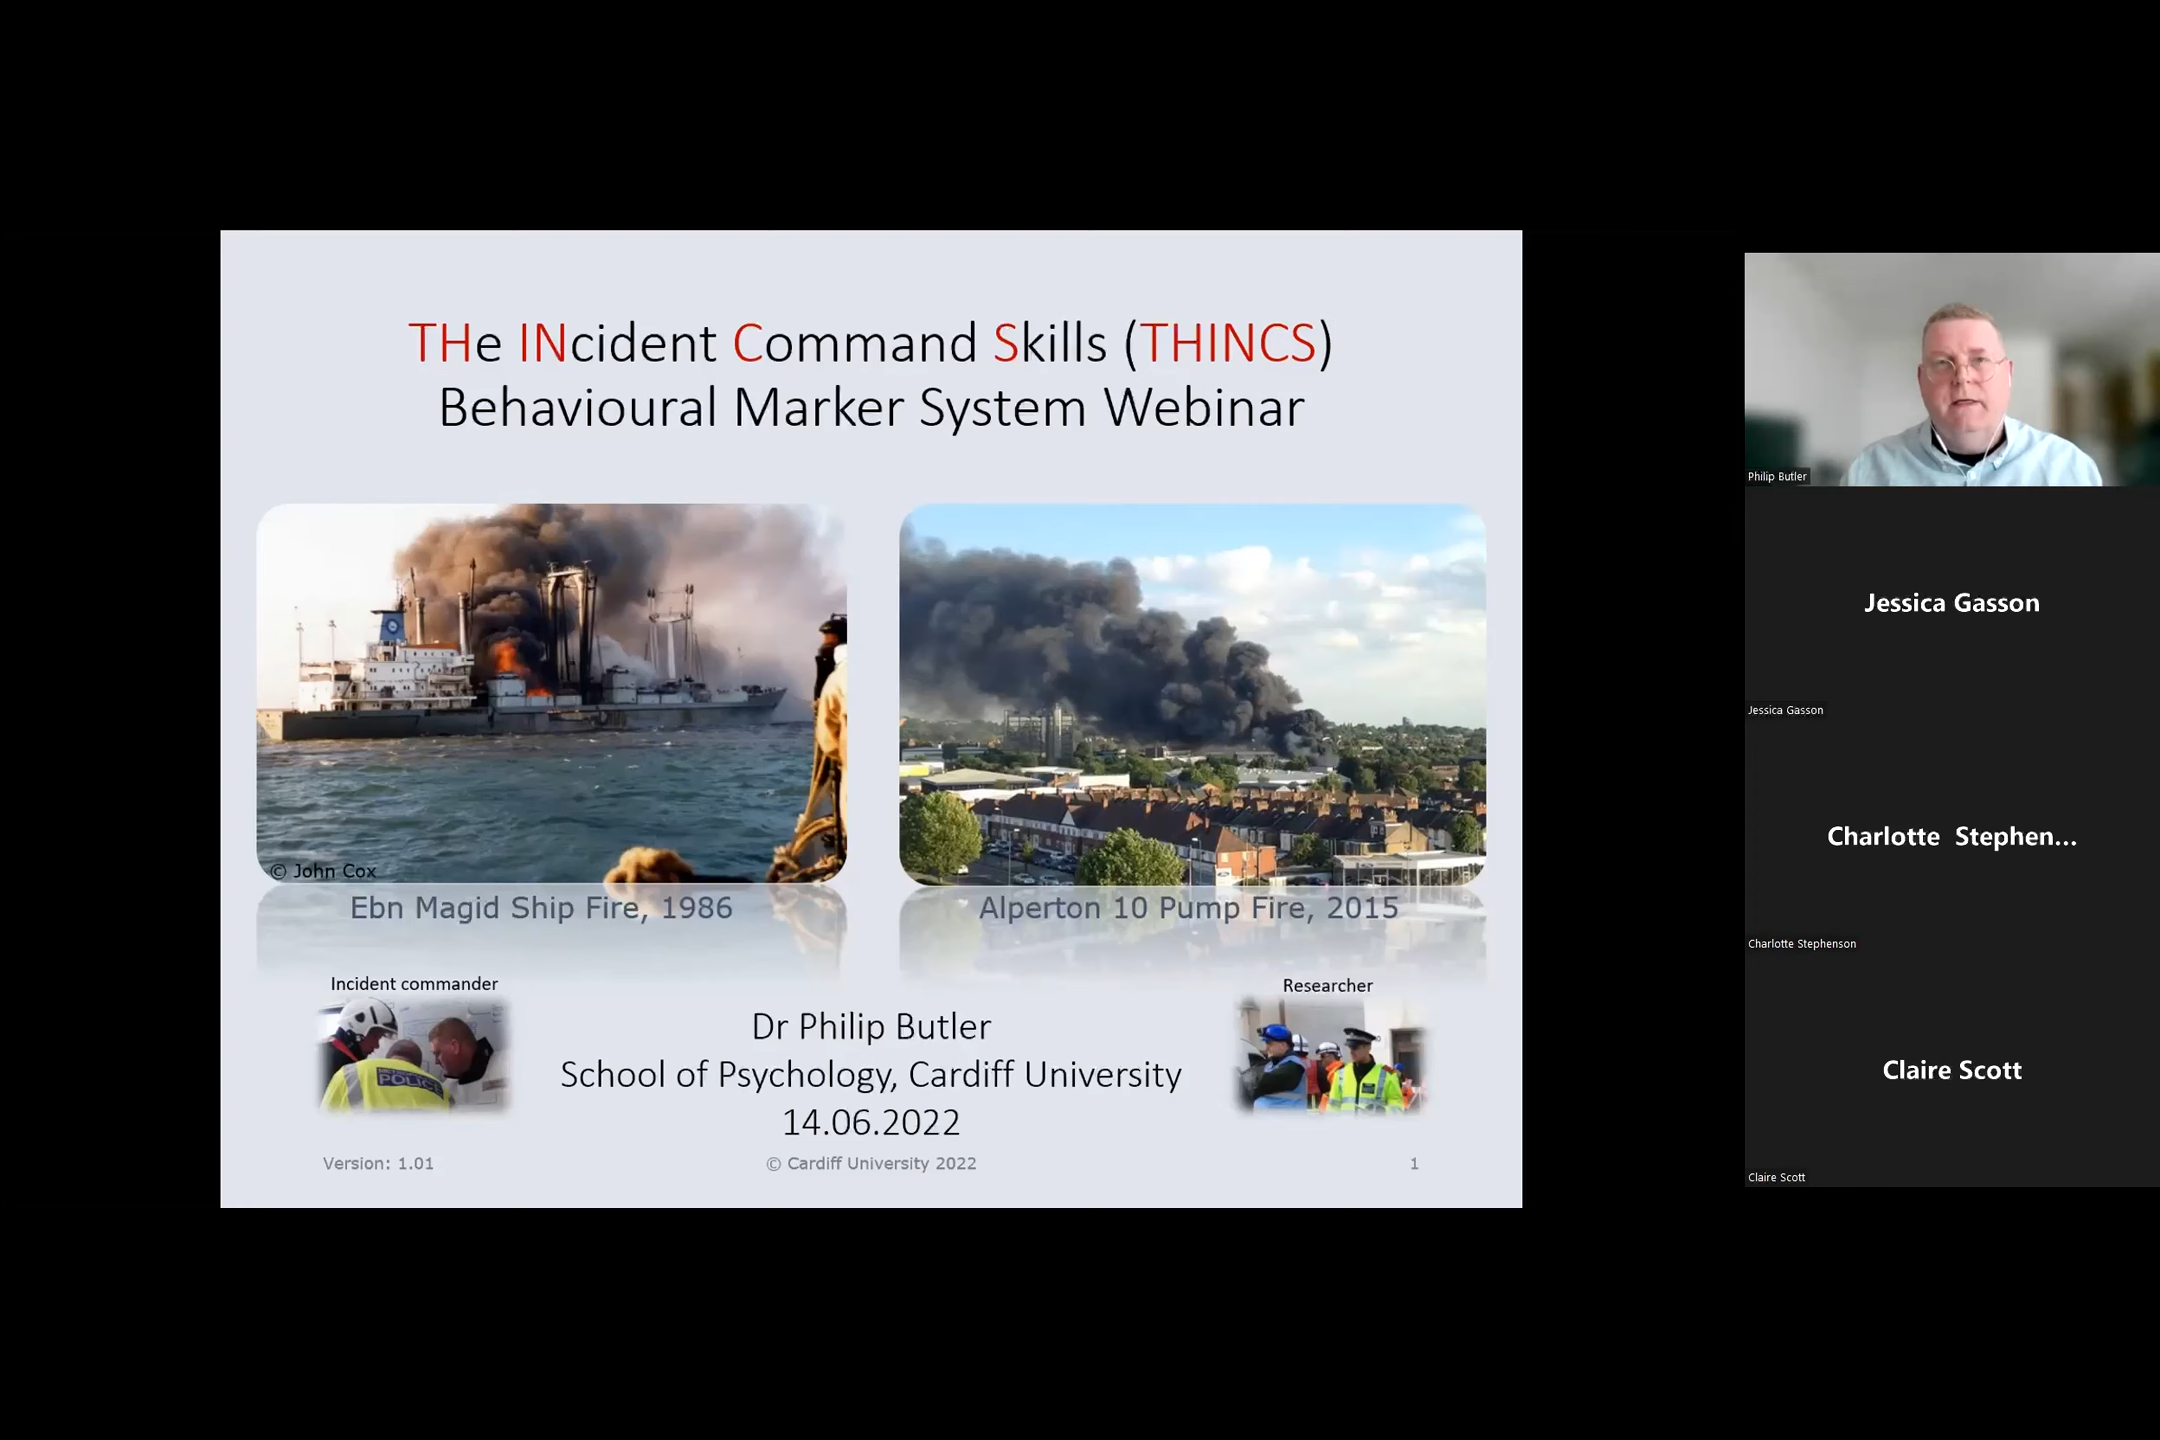 THe INcident Command Skills (THINCS)
Behavioural Marker System Webinar
© John Cox
Ebn Magid Ship Fire, 1986
Alperton 10 Pump Fire, 2015
Incident commander
POLICE
Researcher
Dr Philip Butler
School of Psychology, Cardiff University
14.06.2022
Version: 1.01
© Cardiff University 2022
1
Philip Butler
Jessica Gasson
Jessica Gasson
Charlotte  Stephen...
Charlotte Stephenson
Claire Scott
Claire Scott